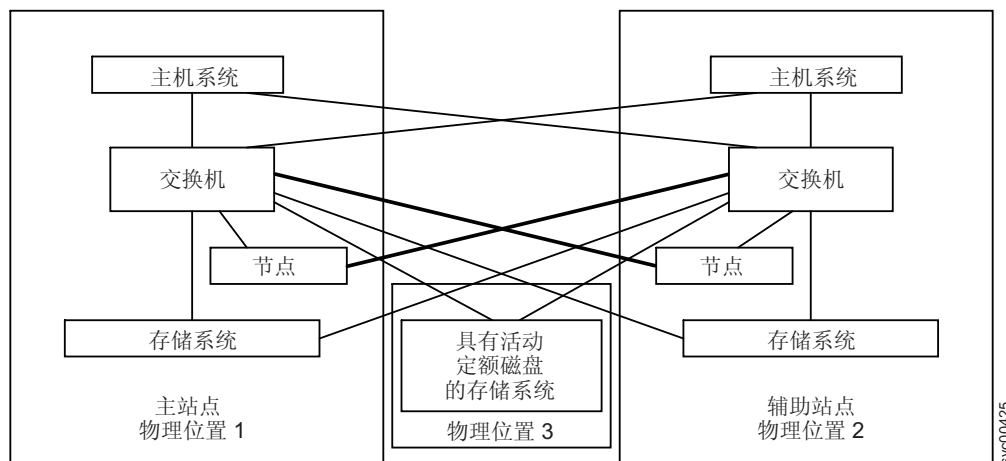 主机系统
主机系统
交换机
交换机
节点
节点
存储系统
具有活动
定额磁盘
的存储系统
存储系统
主站点
物理位置 1
物理位置 3
辅助站点
物理位置 2
svc00425